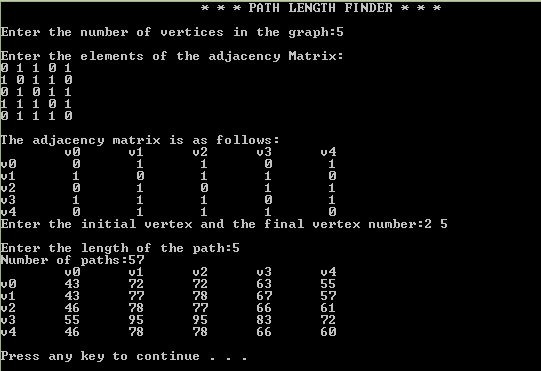 * * * PATH LENGTH FINDER * * *
Enter the number of vertices in the graph:5
Enter the elements of the adjacency Matrix:
0 1 1 0 1
1 0 1 1 0
0 1 0 1 1
1 1 1 0 1
0 1 1 1 0
The adjacency matrix is as follows:
v0 v1 v2 v3 v4
v0 0 1 1 0 1
v1 1 0 1 1 0
v2 0 1 0 1 1
v3 1 1 1 0 1
v4 0 1 1 1 0
Enter the initial vertex and the final vertex number:2 5
Enter the length of the path:5
Number of paths:57
v0 v1 v2 v3 v4
v0 43 72 72 63 55
v1 43 77 78 67 57
v2 46 78 77 66 61
v3 55 95 95 83 72
v4 46 78 78 66 60
Press any key to continue . . .